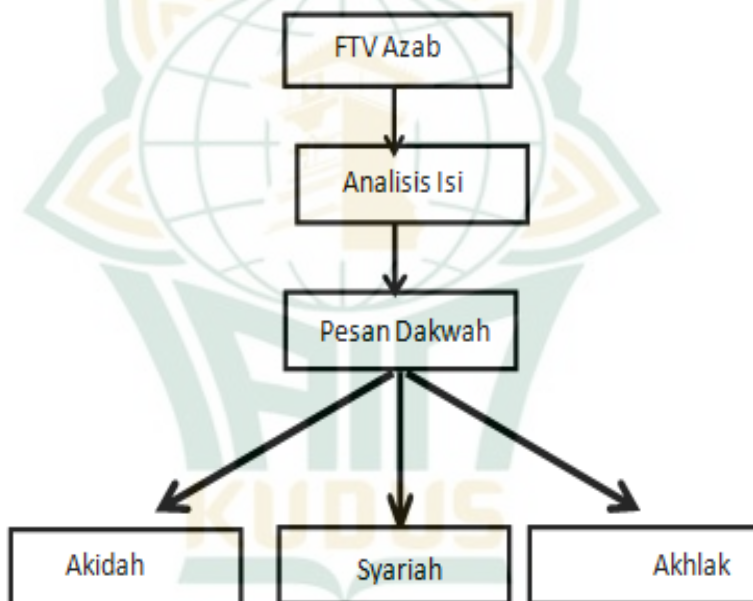 FTV Azab
Analisis Isi
Pesan Dakwah
Akidah
Syariah
Akhlak
KUDUS